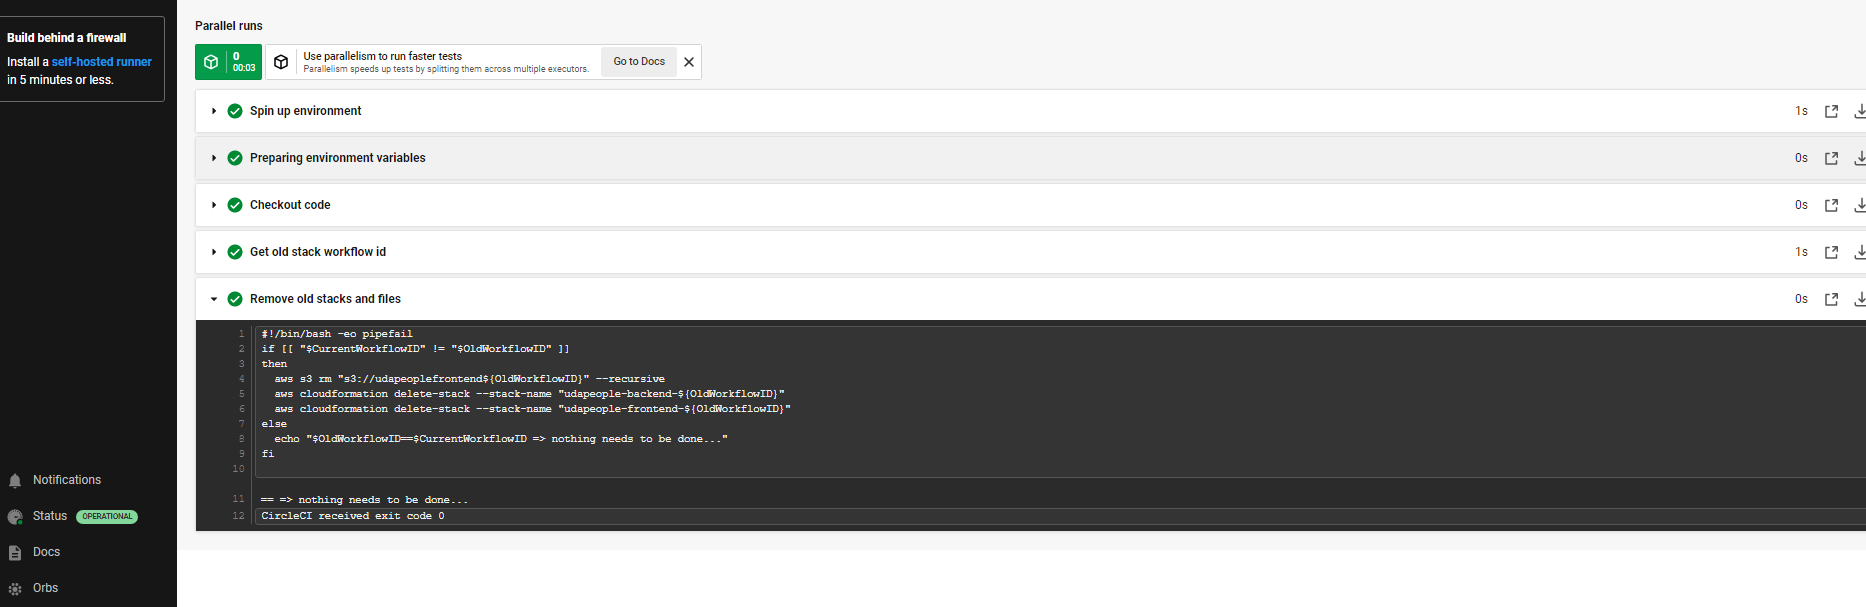 Build behind a firewall
Install a self-hosted runner
in 5 minutes or less.
Notifications
Status OPERATIONAL
Docs
Orbs
Parallel runs
0
00:03
Use parallelism to run faster tests
Parallelism speeds up tests by splitting them across multiple executors.
Go to Docs
Spin up environment 1s
Preparing environment variables 0s
Checkout code 0s
Get old stack workflow id 1s
Remove old stacks and files 0s
1 #!/bin/bash -eo pipefail
2 if [[ "$CurrentWorkflowID" != "$OldWorkflowID" ]]
3 then
4   aws s3 rm "s3://udapeoplefrontend${OldWorkflowID}" --recursive
5   aws cloudformation delete-stack --stack-name "udapeople-backend-${OldWorkflowID}"
6   aws cloudformation delete-stack --stack-name "udapeople-frontend-${OldWorkflowID}"
7 else
8   echo "$OldWorkflowID==$CurrentWorkflowID => nothing needs to be done..."
9 fi
10
11 == => nothing needs to be done...
12 CircleCI received exit code 0